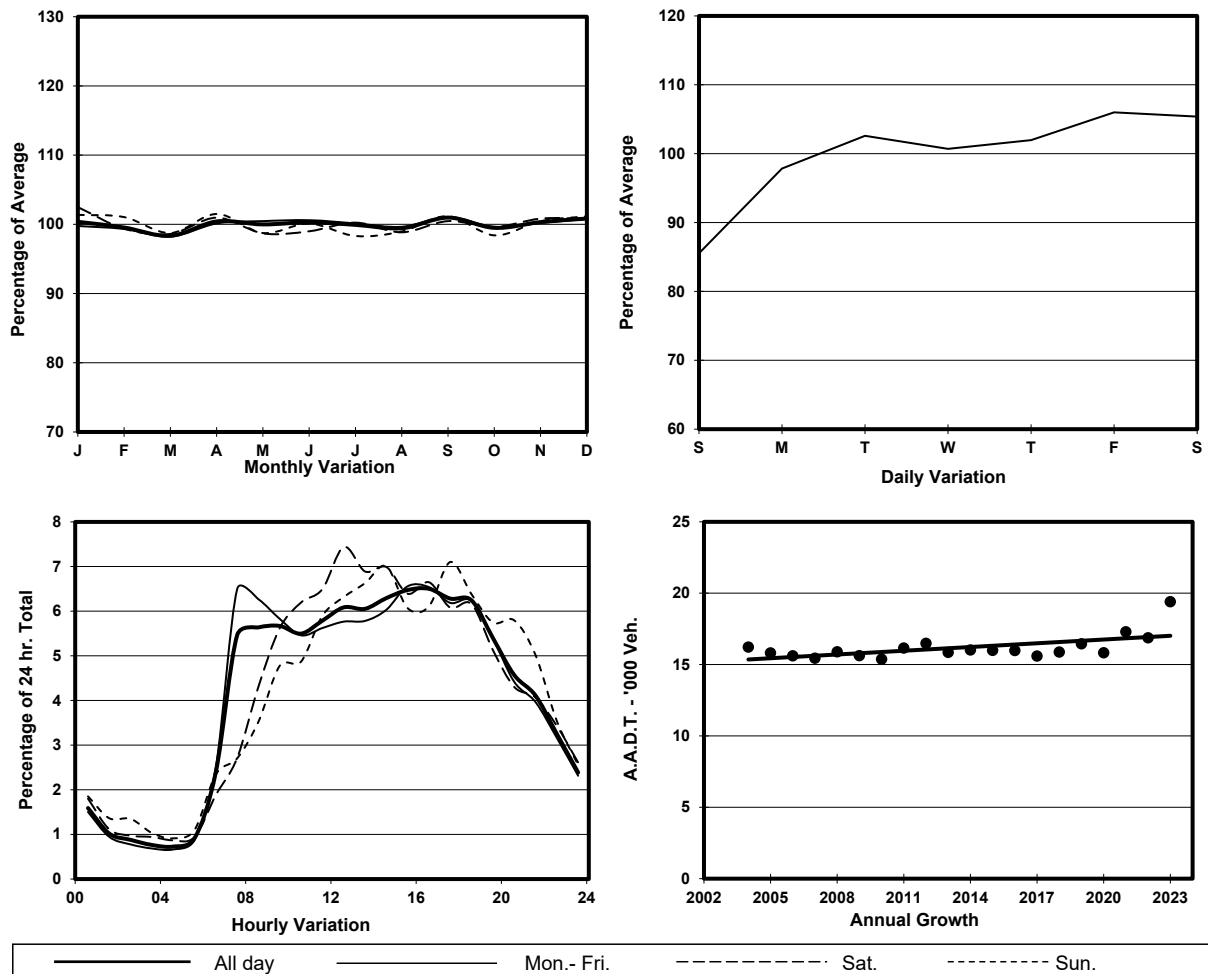 130
120
110
100
90
80
70
Percentage of Average
J F M A M J J A S O N D
Monthly Variation
120
110
100
90
80
70
60
Percentage of Average
S M T W T F S
Daily Variation
8
7
6
5
4
3
2
1
0
Percentage of 24 hr. Total
00 04 08 12 16 20 24
Hourly Variation
25
20
15
10
5
0
A.A.D.T. - '000 Veh.
2002 2005 2008 2011 2014 2017 2020 2023
Annual Growth
All day Mon.- Fri. Sat. Sun.